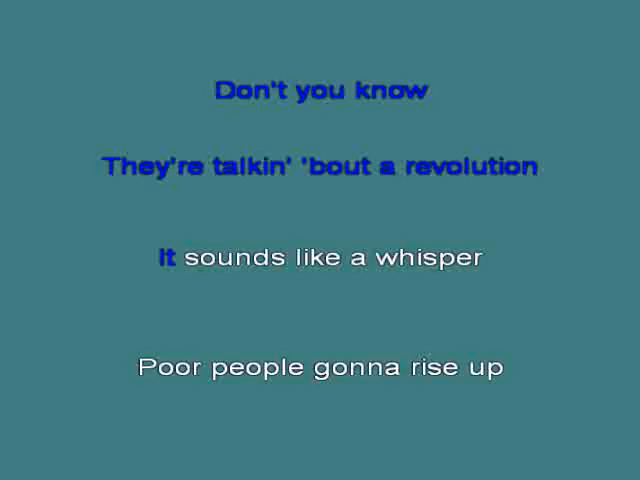 Don't you know
They're talkin' 'bout a revolution
It sounds like a whisper
Poor people gonna rise up